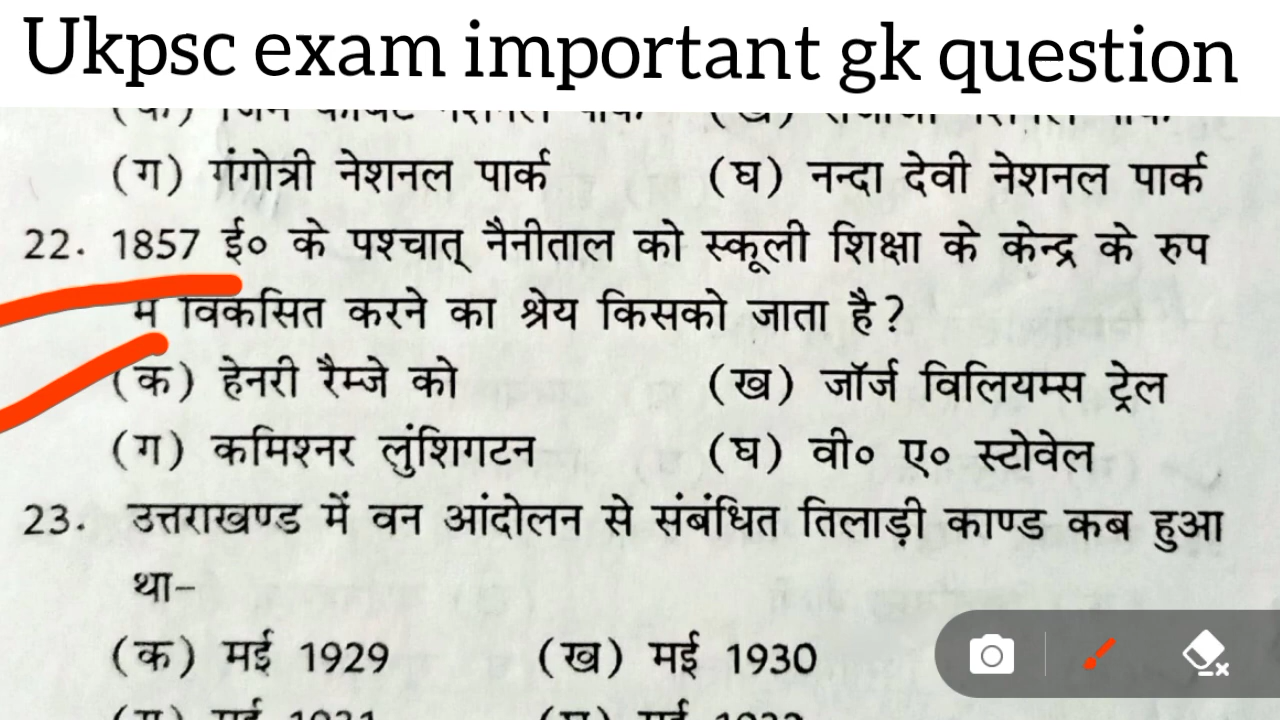 Ukpsc exam important gk question
(ग) गंगोत्री नेशनल पार्क (घ) नन्दा देवी नेशनल पार्क
22. 1857 ई० के पश्चात् नैनीताल को स्कूली शिक्षा के केन्द्र के रुप
में विकसित करने का श्रेय किसको जाता है?
(क) हेनरी रैम्जे को (ख) जॉर्ज विलियम्स ट्रेल
(ग) कमिश्नर लुंशिगटन (घ) वी० ए० स्टोवेल
23. उत्तराखण्ड में वन आंदोलन से संबंधित तिलाड़ी काण्ड कब हुआ
था-
(क) मई 1929 (ख) मई 1930